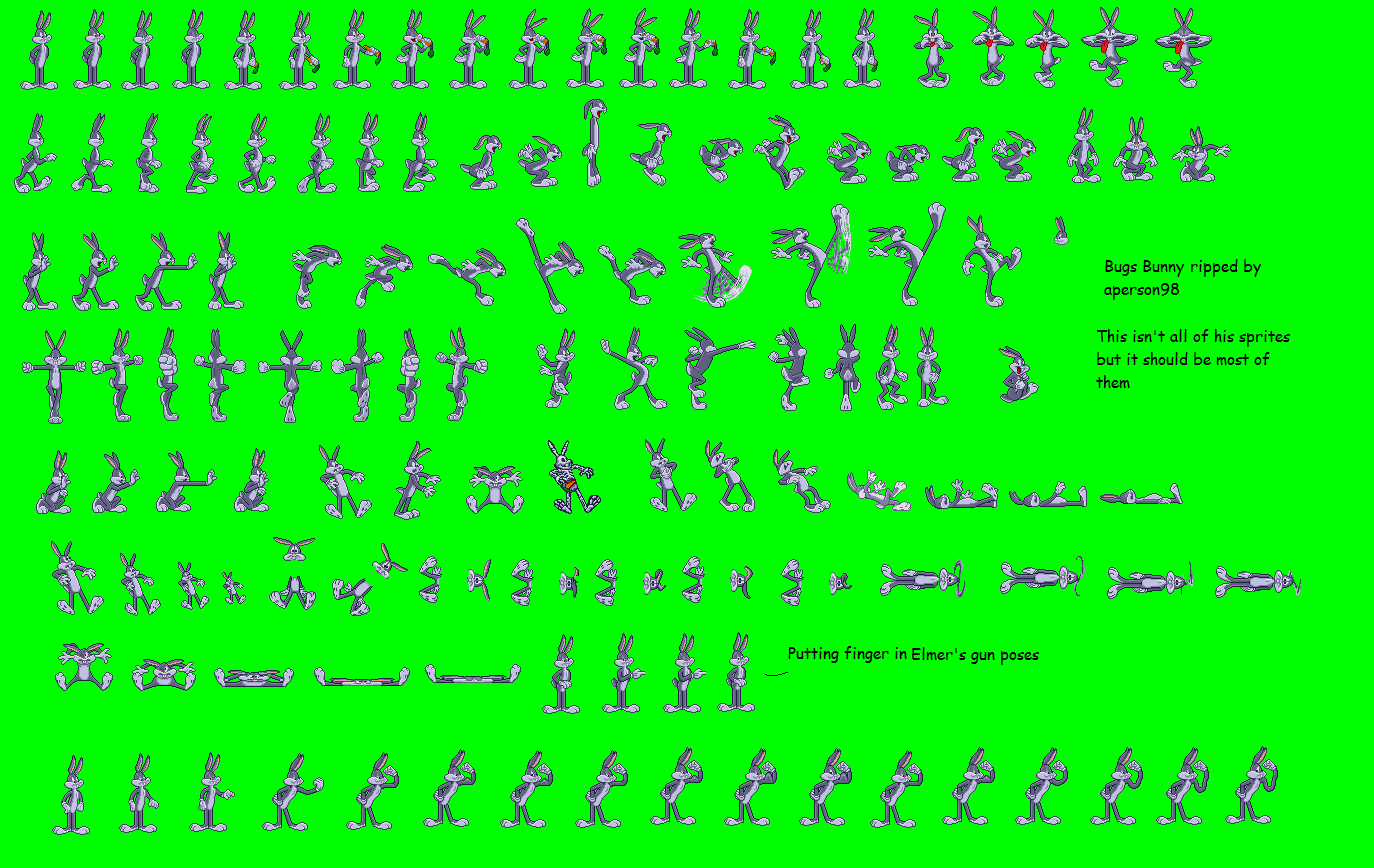 Bugs Bunny ripped by
aperson98
This isn't all of his sprites
but it should be most of
them
Putting finger in Elmer's gun poses